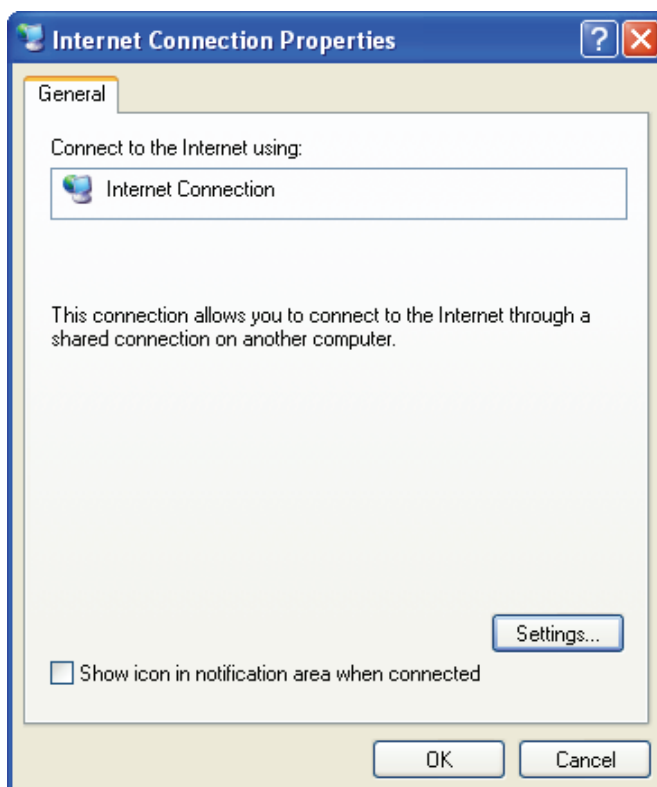 Internet Connection Properties
General
Connect to the Internet using:
Internet Connection
This connection allows you to connect to the Internet through a
shared connection on another computer.
Settings...
Show icon in notification area when connected
OK
Cancel